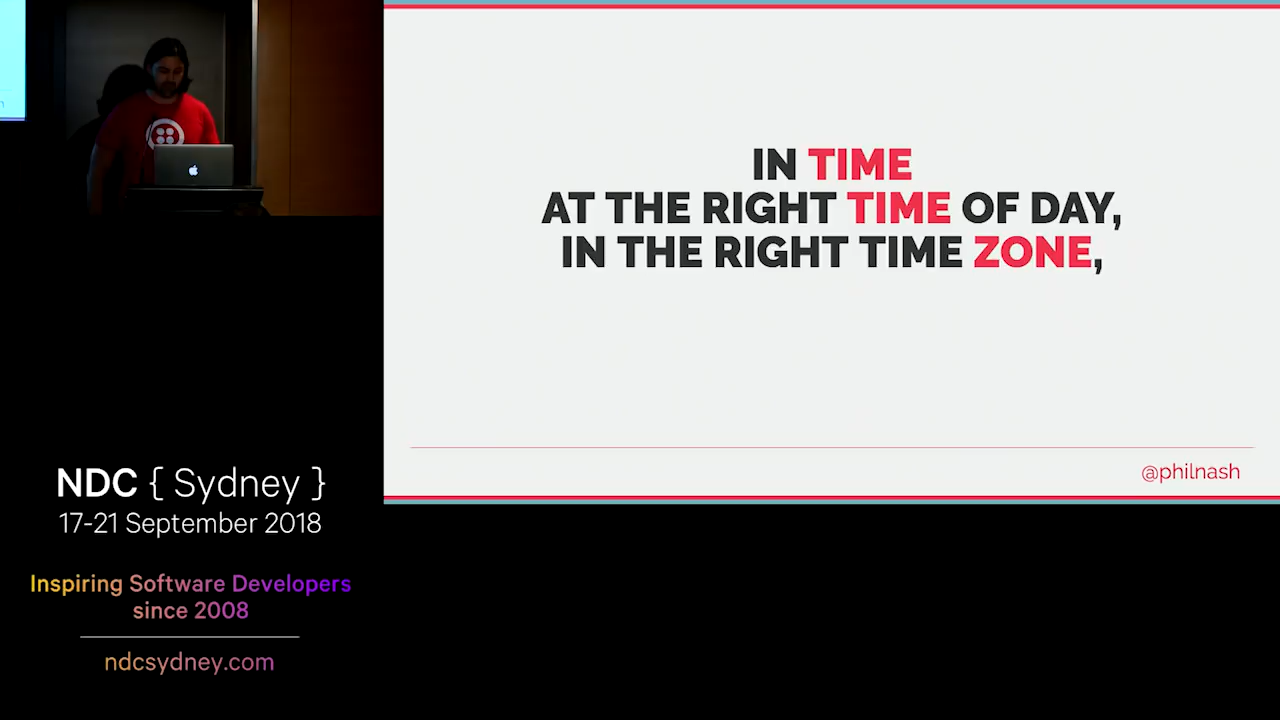 IN TIME
AT THE RIGHT TIME OF DAY,
IN THE RIGHT TIME ZONE,
@philnash
NDC { Sydney }
17-21 September 2018
Inspiring Software Developers
since 2008
ndcsydney.com